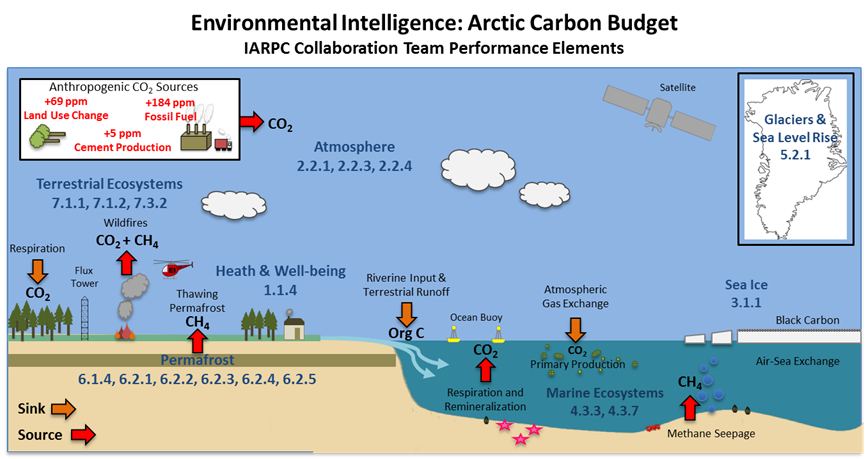 Environmental Intelligence: Arctic Carbon Budget
IARPC Collaboration Team Performance Elements
Anthropogenic CO₂ Sources
+69 ppm
Land Use Change
+184 ppm
Fossil Fuel
+5 ppm
Cement Production
CO₂
Satellite
Glaciers &
Sea Level Rise
5.2.1
Atmosphere
2.2.1, 2.2.3, 2.2.4
Terrestrial Ecosystems
7.1.1, 7.1.2, 7.3.2
Wildfires
CO₂ + CH₄
Respiration
CO₂
Flux
Tower
Thawing
Permafrost
CH₄
Heath & Well-being
1.1.4
Riverine Input &
Terrestrial Runoff
Org C
Ocean Buoy
Atmospheric
Gas Exchange
CO₂
Primary Production
Sea Ice
3.1.1
Black Carbon
Air-Sea Exchange
Permafrost
6.1.4, 6.2.1, 6.2.2, 6.2.3, 6.2.4, 6.2.5
CO₂
Respiration and
Remineralization
Marine Ecosystems
4.3.3, 4.3.7
CH₄
Methane Seepage
Sink
Source